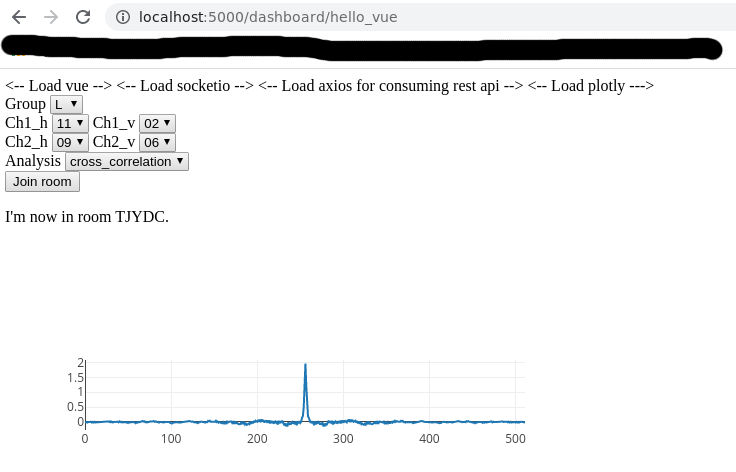 localhost:5000/dashboard/hello_vue
<-- Load vue --> <-- Load socketio --> <-- Load axios for consuming rest api --> <-- Load plotly --->
Group L
Ch1_h 11 Ch1_v 02
Ch2_h 09 Ch2_v 06
Analysis cross_correlation
Join room
I'm now in room TJYDC.
2
1.5
1
0.5
0
0 100 200 300 400 500